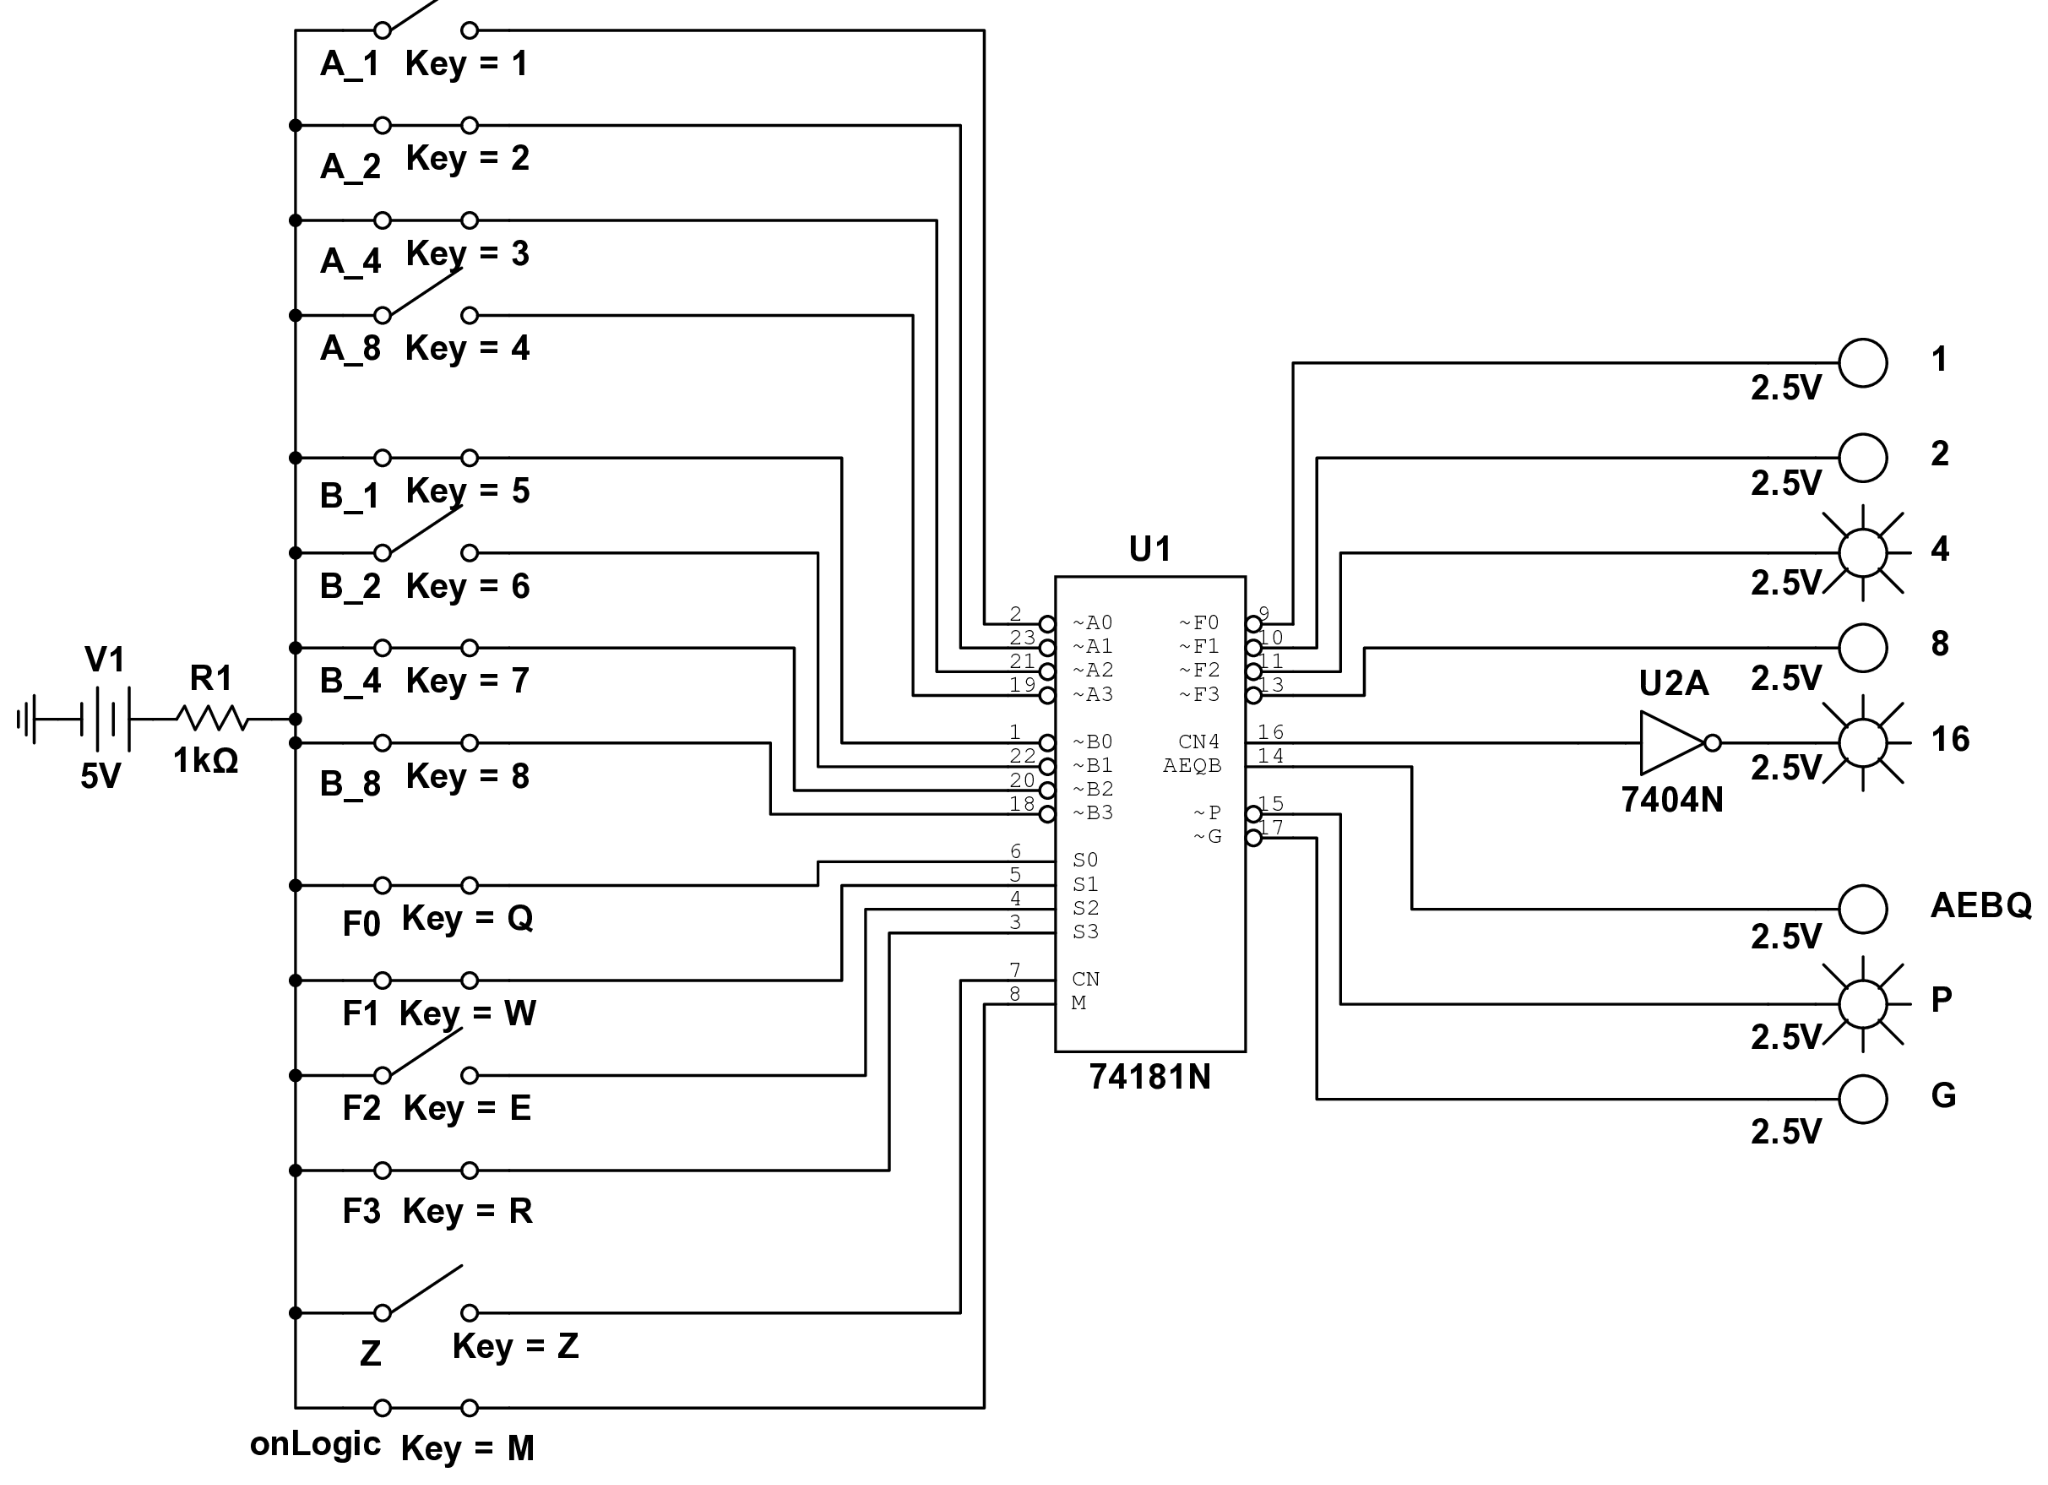 A_1 Key = 1
A_2 Key = 2
A_4 Key = 3
A_8 Key = 4
B_1 Key = 5
B_2 Key = 6
B_4 Key = 7
B_8 Key = 8
V1
5V
R1
1kΩ
F0 Key = Q
F1 Key = W
F2 Key = E
F3 Key = R
Z Key = Z
onLogic Key = M
U1
2 ~A0 ~F0 9
23 ~A1 ~F1 10
21 ~A2 ~F2 11
19 ~A3 ~F3 13
1 ~B0 CN4 16
22 ~B1 AEQB 14
20 ~B2
18 ~B3 ~P 15
~G 17
6 S0
5 S1
4 S2
3 S3
7 CN
8 M
74181N
U2A
7404N
1
2.5V
2
2.5V
4
2.5V
8
2.5V
16
2.5V
AEBQ
2.5V
P
2.5V
G
2.5V